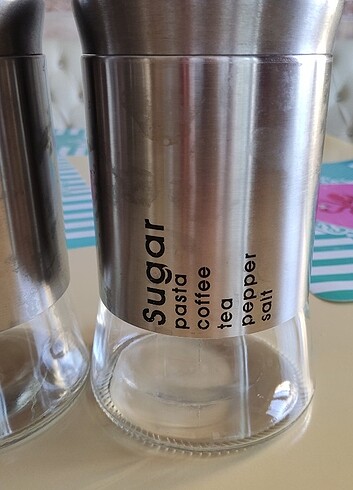 Sugar
pasta
coffee
tea
pepper
salt